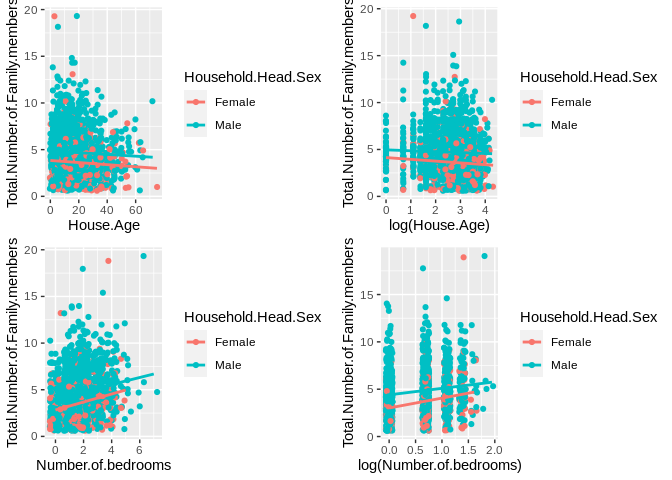 Total.Number.of.Family.members
20
15
10
5
0
0 20 40 60
House.Age
Household.Head.Sex
Female
Male
Total.Number.of.Family.members
20
15
10
5
0
0 1 2 3 4
log(House.Age)
Household.Head.Sex
Female
Male
Total.Number.of.Family.members
20
15
10
5
0
0 2 4 6
Number.of.bedrooms
Household.Head.Sex
Female
Male
Total.Number.of.Family.members
15
10
5
0
0.0 0.5 1.0 1.5 2.0
log(Number.of.bedrooms)
Household.Head.Sex
Female
Male